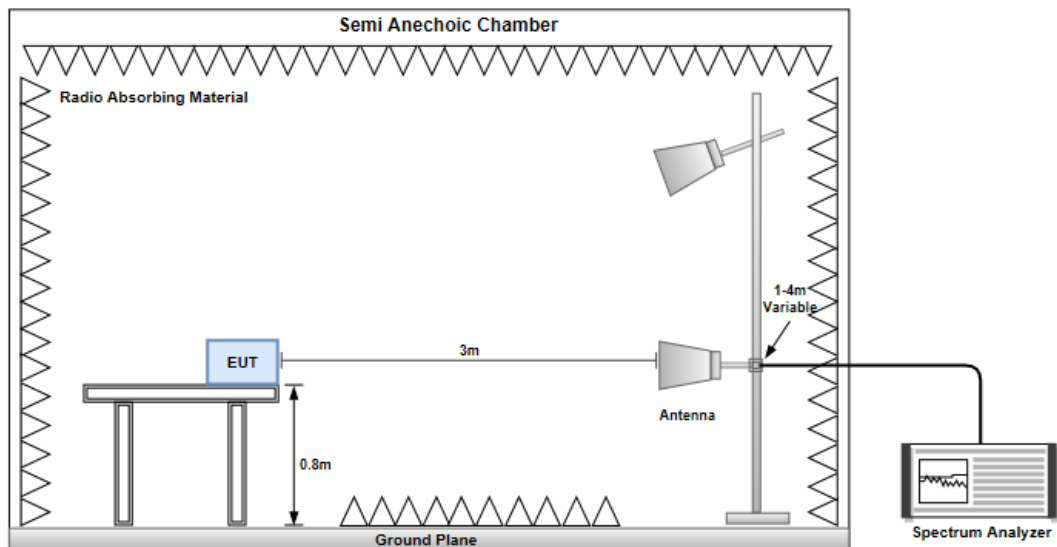 Semi Anechoic Chamber
Radio Absorbing Material
1-4m
Variable
3m
EUT
Antenna
0.8m
Ground Plane
Spectrum Analyzer